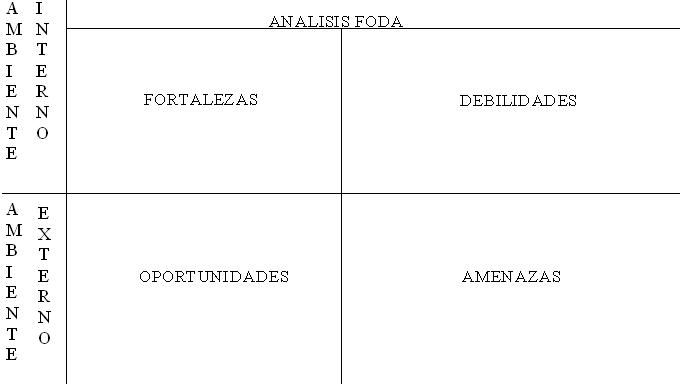 ANALISIS FODA
AMBIENTE
INTERNO
FORTALEZAS
DEBILIDADES
AMBIENTE
EXTERNO
OPORTUNIDADES
AMENAZAS